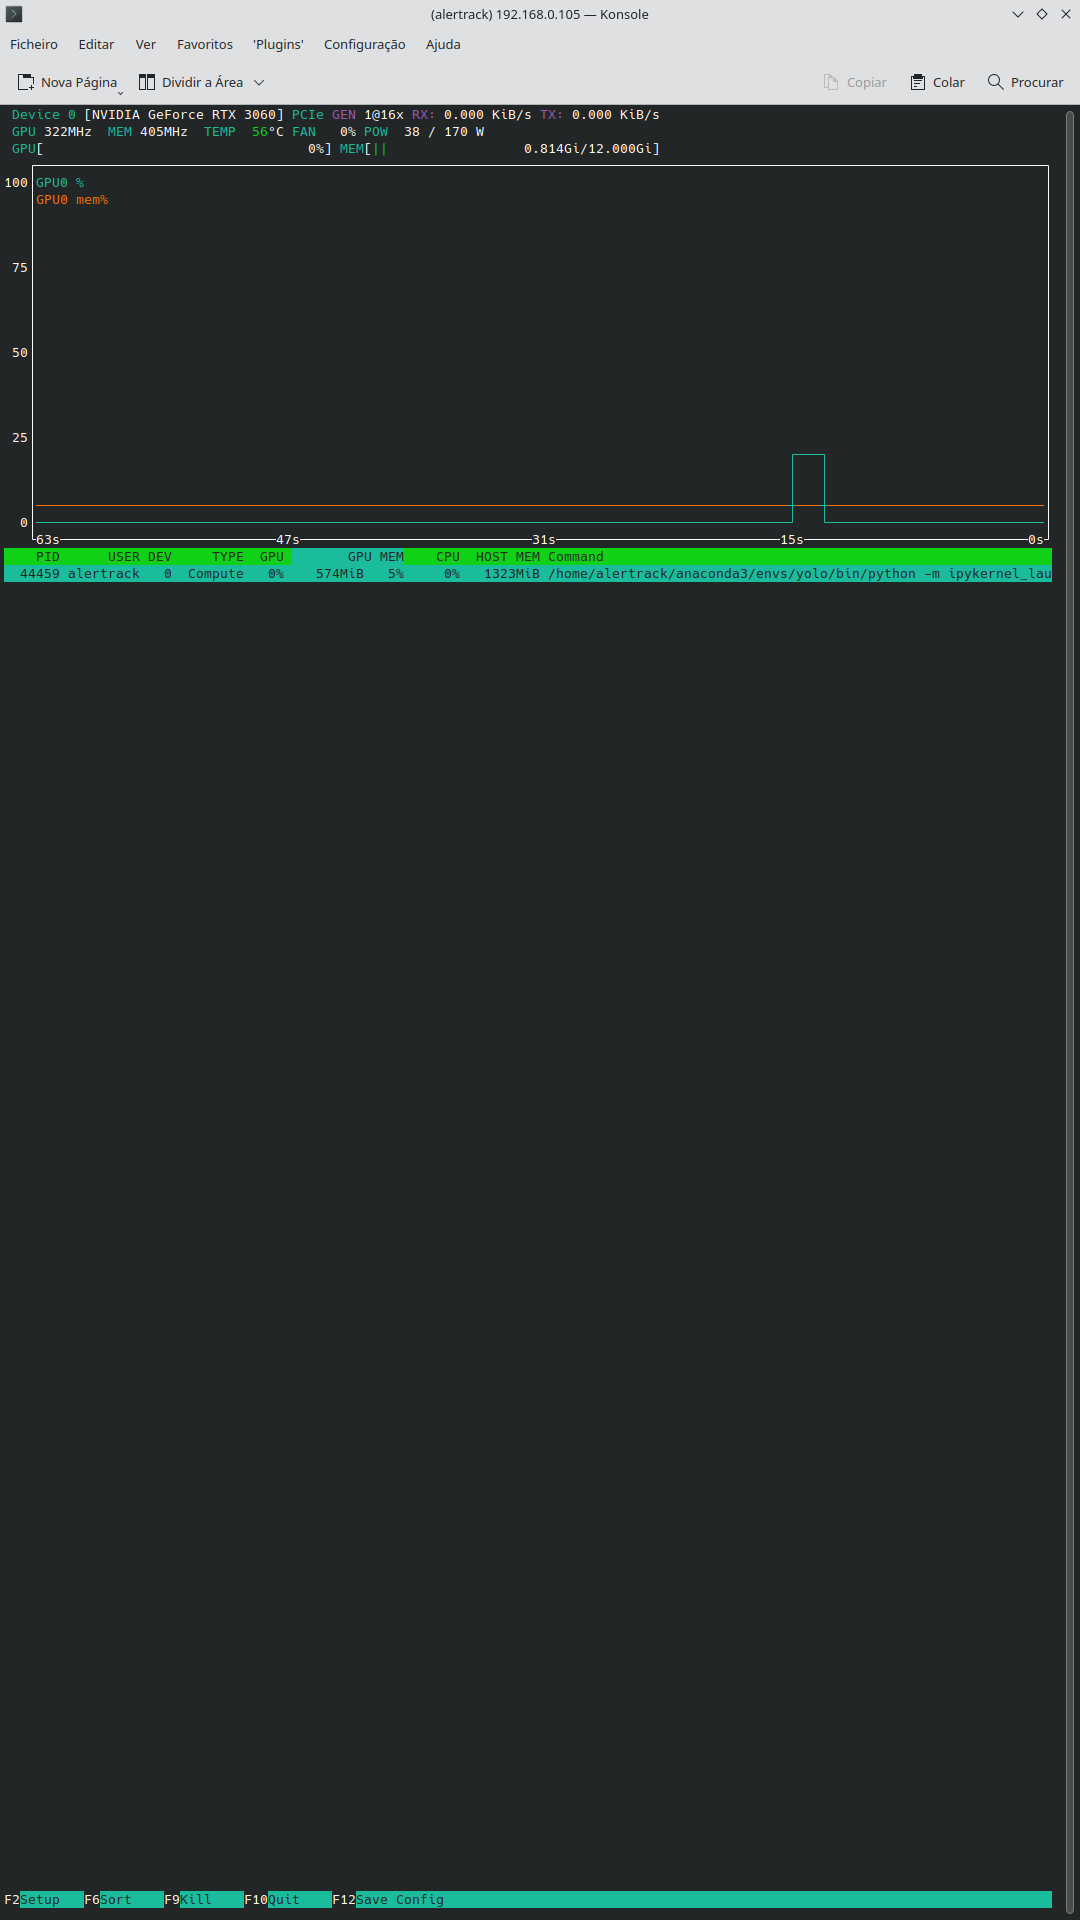 (alertrack) 192.168.0.105 — Konsole
Ficheiro Editar Ver Favoritos 'Plugins' Configuração Ajuda
Nova Página Dividir a Área Copiar Colar Procurar
Device 0 [NVIDIA GeForce RTX 3060] PCIe GEN 1@16x RX: 0.000 KiB/s TX: 0.000 KiB/s
GPU 322MHz MEM 405MHz TEMP 56°C FAN 0% POW 38 / 170 W
GPU[ 0%] MEM[|| 0.814Gi/12.000Gi]
100 GPU0 %
GPU0 mem%
75
50
25
0
63s 47s 31s 15s 0s
PID USER DEV TYPE GPU GPU MEM CPU HOST MEM Command
44459 alertrack 0 Compute 0% 574MiB 5% 0% 1323MiB /home/alertrack/anaconda3/envs/yolo/bin/python -m ipykernel_lau
F2Setup F6Sort F9Kill F10Quit F12Save Config